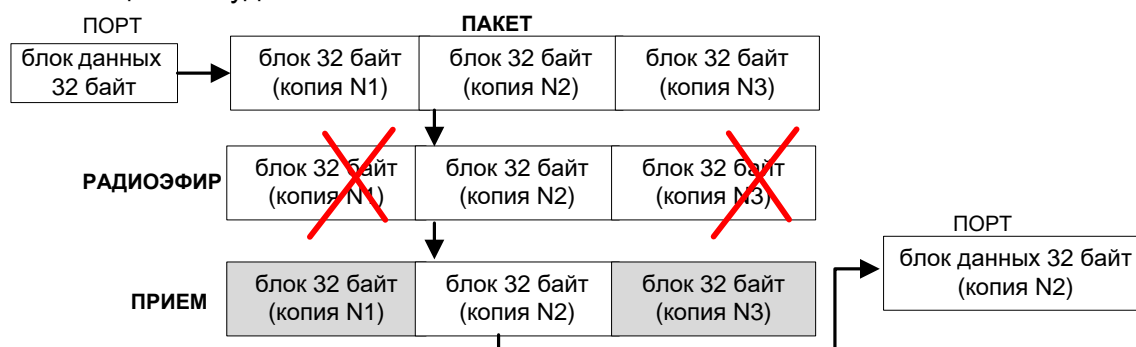 ПОРТ
ПАКЕТ
блок данных
32 байт
блок 32 байт
(копия N1)
блок 32 байт
(копия N2)
блок 32 байт
(копия N3)
РАДИОЭФИР
блок 32 байт
(копия N1)
блок 32 байт
(копия N2)
блок 32 байт
(копия N3)
ПОРТ
блок данных 32 байт
(копия N2)
ПРИЕМ
блок 32 байт
(копия N1)
блок 32 байт
(копия N2)
блок 32 байт
(копия N3)